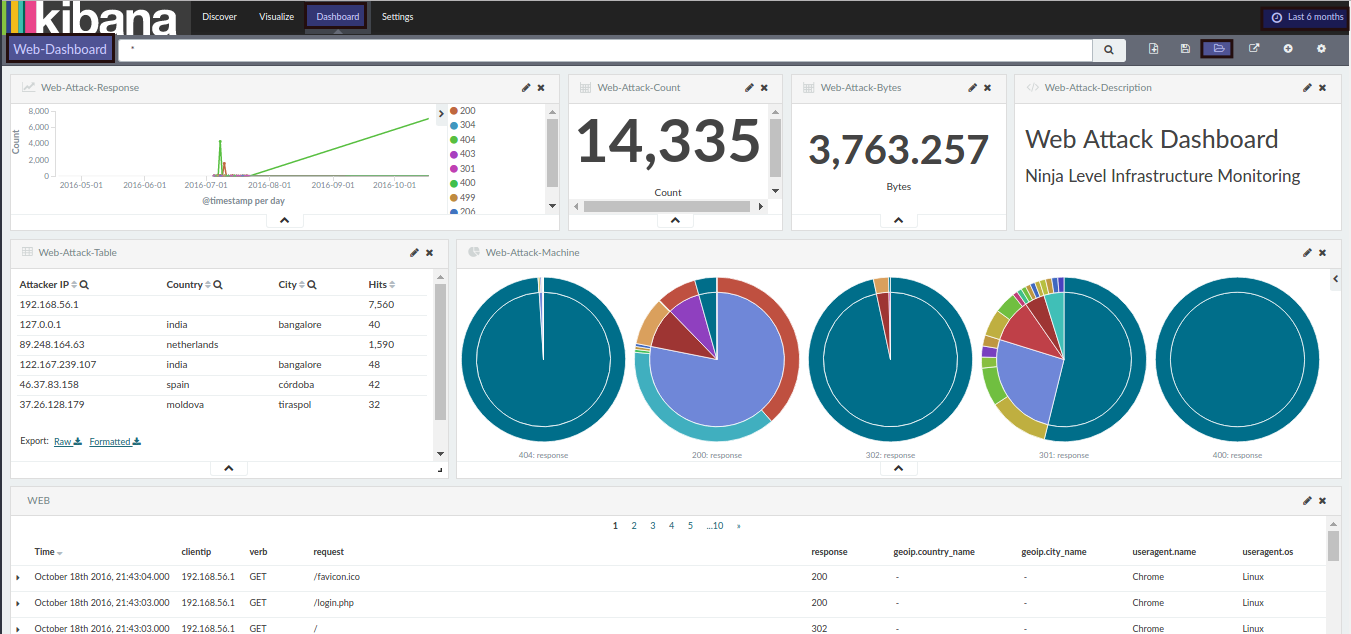 kibana
Discover Visualize Dashboard Settings
Last 6 months
Web-Dashboard
*
Web-Attack-Response
Count
8,000
6,000
4,000
2,000
0
2016-05-01 2016-06-01 2016-07-01 2016-08-01 2016-09-01 2016-10-01
@timestamp per day
200
304
404
403
301
400
499
206
Web-Attack-Count
14,335
Count
Web-Attack-Bytes
3,763.257
Bytes
Web-Attack-Description
Web Attack Dashboard
Ninja Level Infrastructure Monitoring
Web-Attack-Table
Attacker IP Country City Hits
192.168.56.1 7,560
127.0.0.1 india bangalore 40
89.248.164.63 netherlands 1,590
122.167.239.107 india bangalore 48
46.37.83.158 spain córdoba 42
37.26.128.179 moldova tiraspol 32
Export: Raw Formatted
Web-Attack-Machine
404: response 200: response 302: response 301: response 400: response
WEB
1 2 3 4 5 ...10 »
Time clientip verb request response geoip.country_name geoip.city_name useragent.name useragent.os
October 18th 2016, 21:43:04.000 192.168.56.1 GET /favicon.ico 200 - - Chrome Linux
October 18th 2016, 21:43:03.000 192.168.56.1 GET /login.php 200 - - Chrome Linux
October 18th 2016, 21:43:03.000 192.168.56.1 GET / 302 - - Chrome Linux